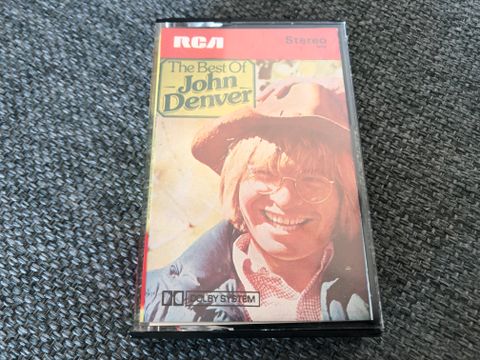 RCA
Stereo
The Best Of
John
Denver
DOLBY SYSTEM